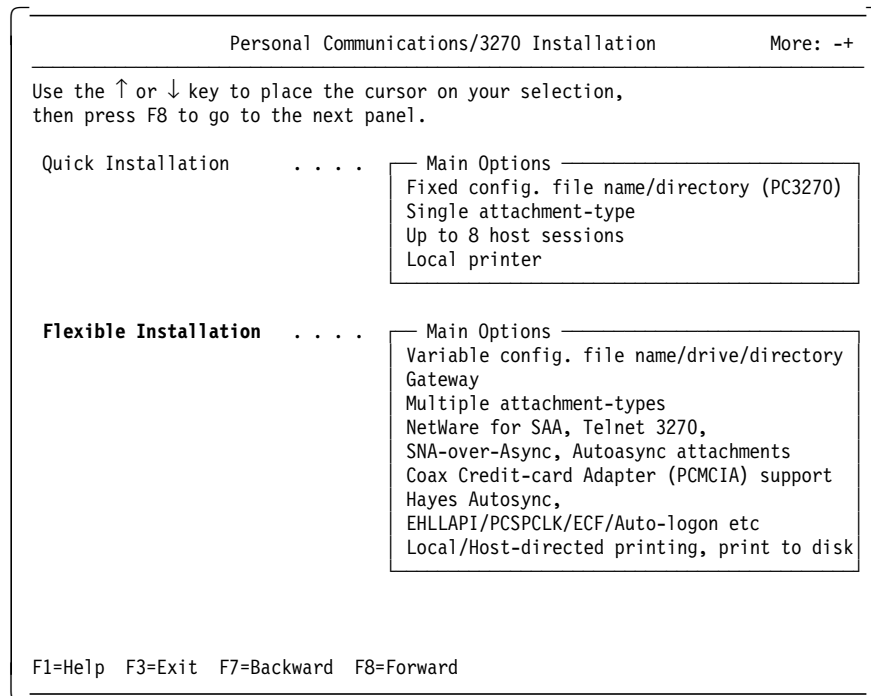 Personal Communications/3270 Installation More: -+
Use the ↑ or ↓ key to place the cursor on your selection,
then press F8 to go to the next panel.
Quick Installation . . . . Main Options
Fixed config. file name/directory (PC3270)
Single attachment-type
Up to 8 host sessions
Local printer
Flexible Installation . . . . Main Options
Variable config. file name/drive/directory
Gateway
Multiple attachment-types
NetWare for SAA, Telnet 3270,
SNA-over-Async, Autoasync attachments
Coax Credit-card Adapter (PCMCIA) support
Hayes Autosync,
EHLLAPI/PCSPCLK/ECF/Auto-logon etc
Local/Host-directed printing, print to disk
F1=Help F3=Exit F7=Backward F8=Forward